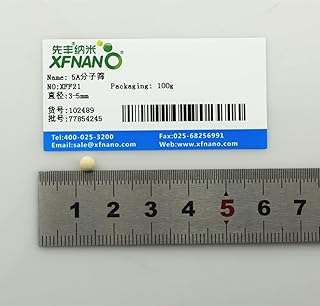 先丰纳米
XFNANO
Name: 5A分子筛
NO:XFF21 Packaging: 100g
直径:3-5mm
货号:102489
批号:77854245
Tel:400-025-3200 Fax:025-68256991
Email:sale@xfnano.com Web:www.xfnano.com
1 2 3 4 5 6 7